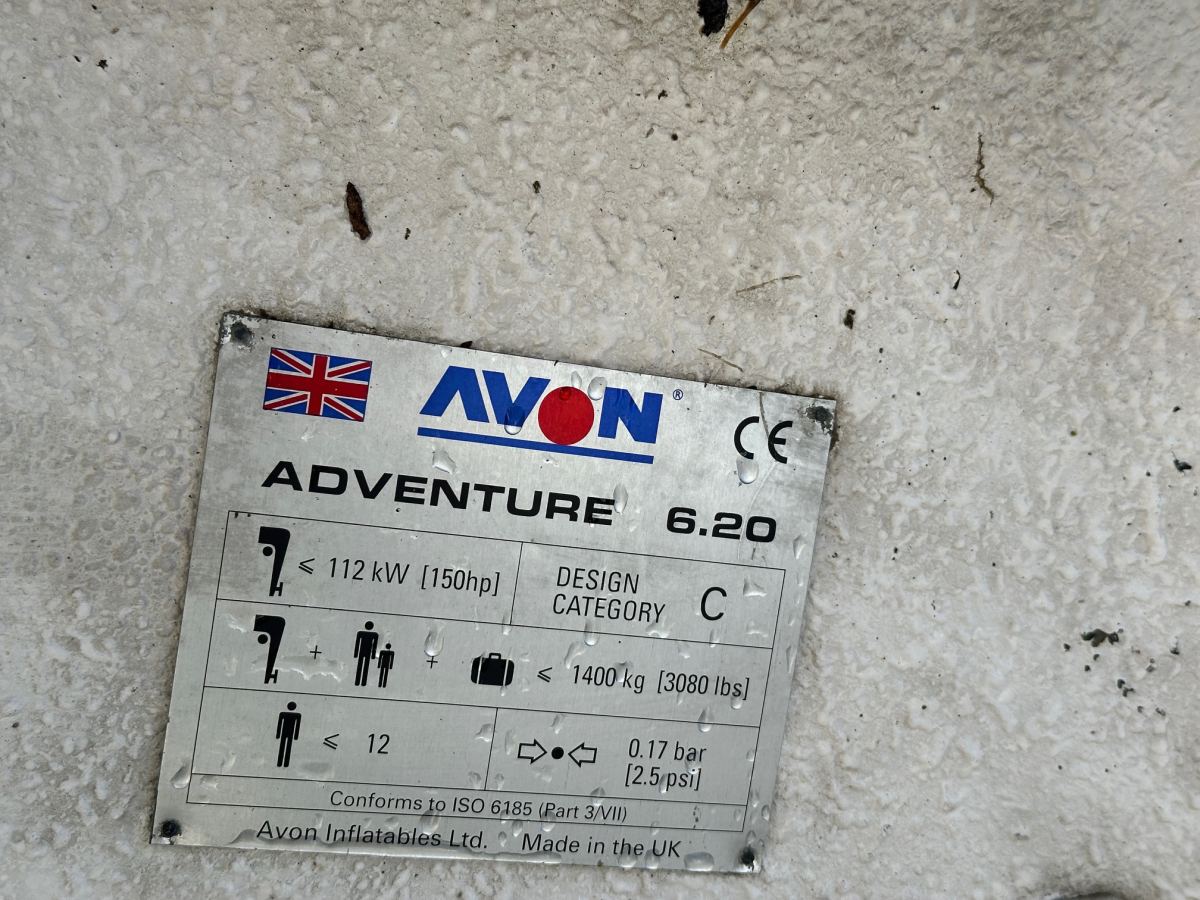 AVON®
CE
ADVENTURE 6.20
≤ 112 kW [150hp]
DESIGN
CATEGORY C
+ + ≤ 1400 kg [3080 lbs]
≤ 12
0.17 bar
[2.5 psi]
Conforms to ISO 6185 (Part 3/VII)
Avon Inflatables Ltd. Made in the UK